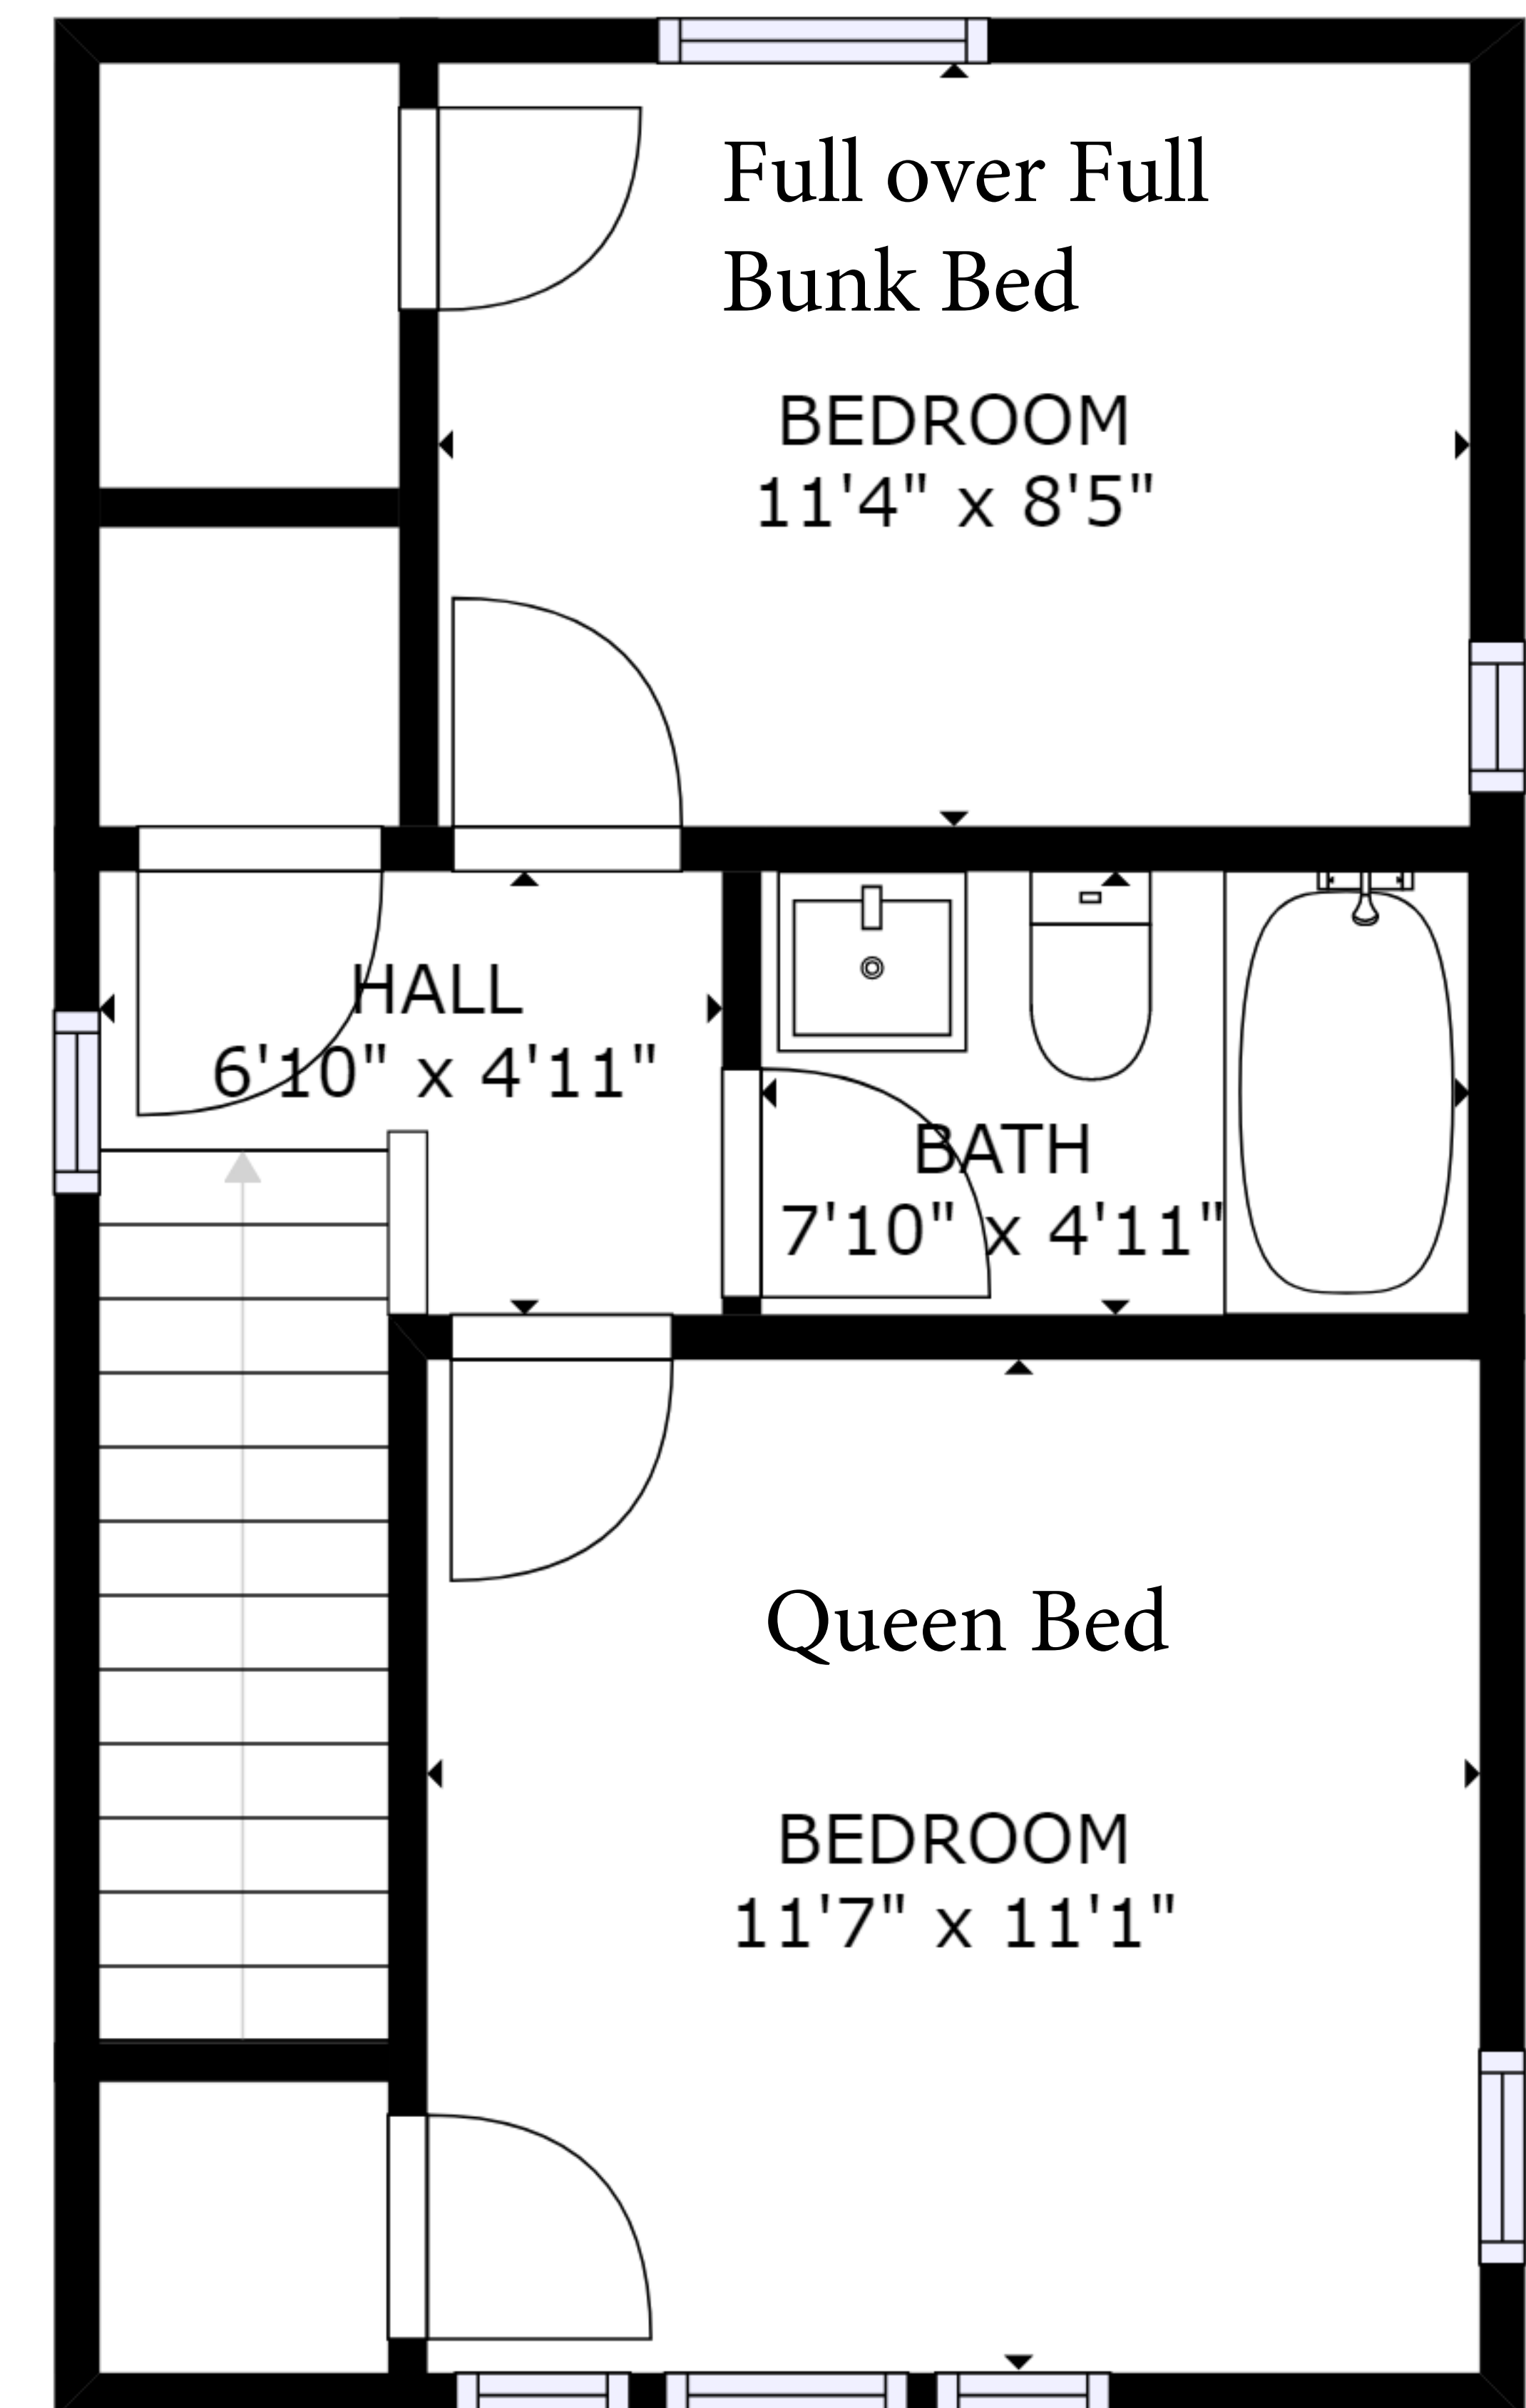 Full over Full
Bunk Bed
BEDROOM
11'4" x 8'5"
HALL
6'10" x 4'11"
BATH
7'10" x 4'11"
Queen Bed
BEDROOM
11'7" x 11'1"